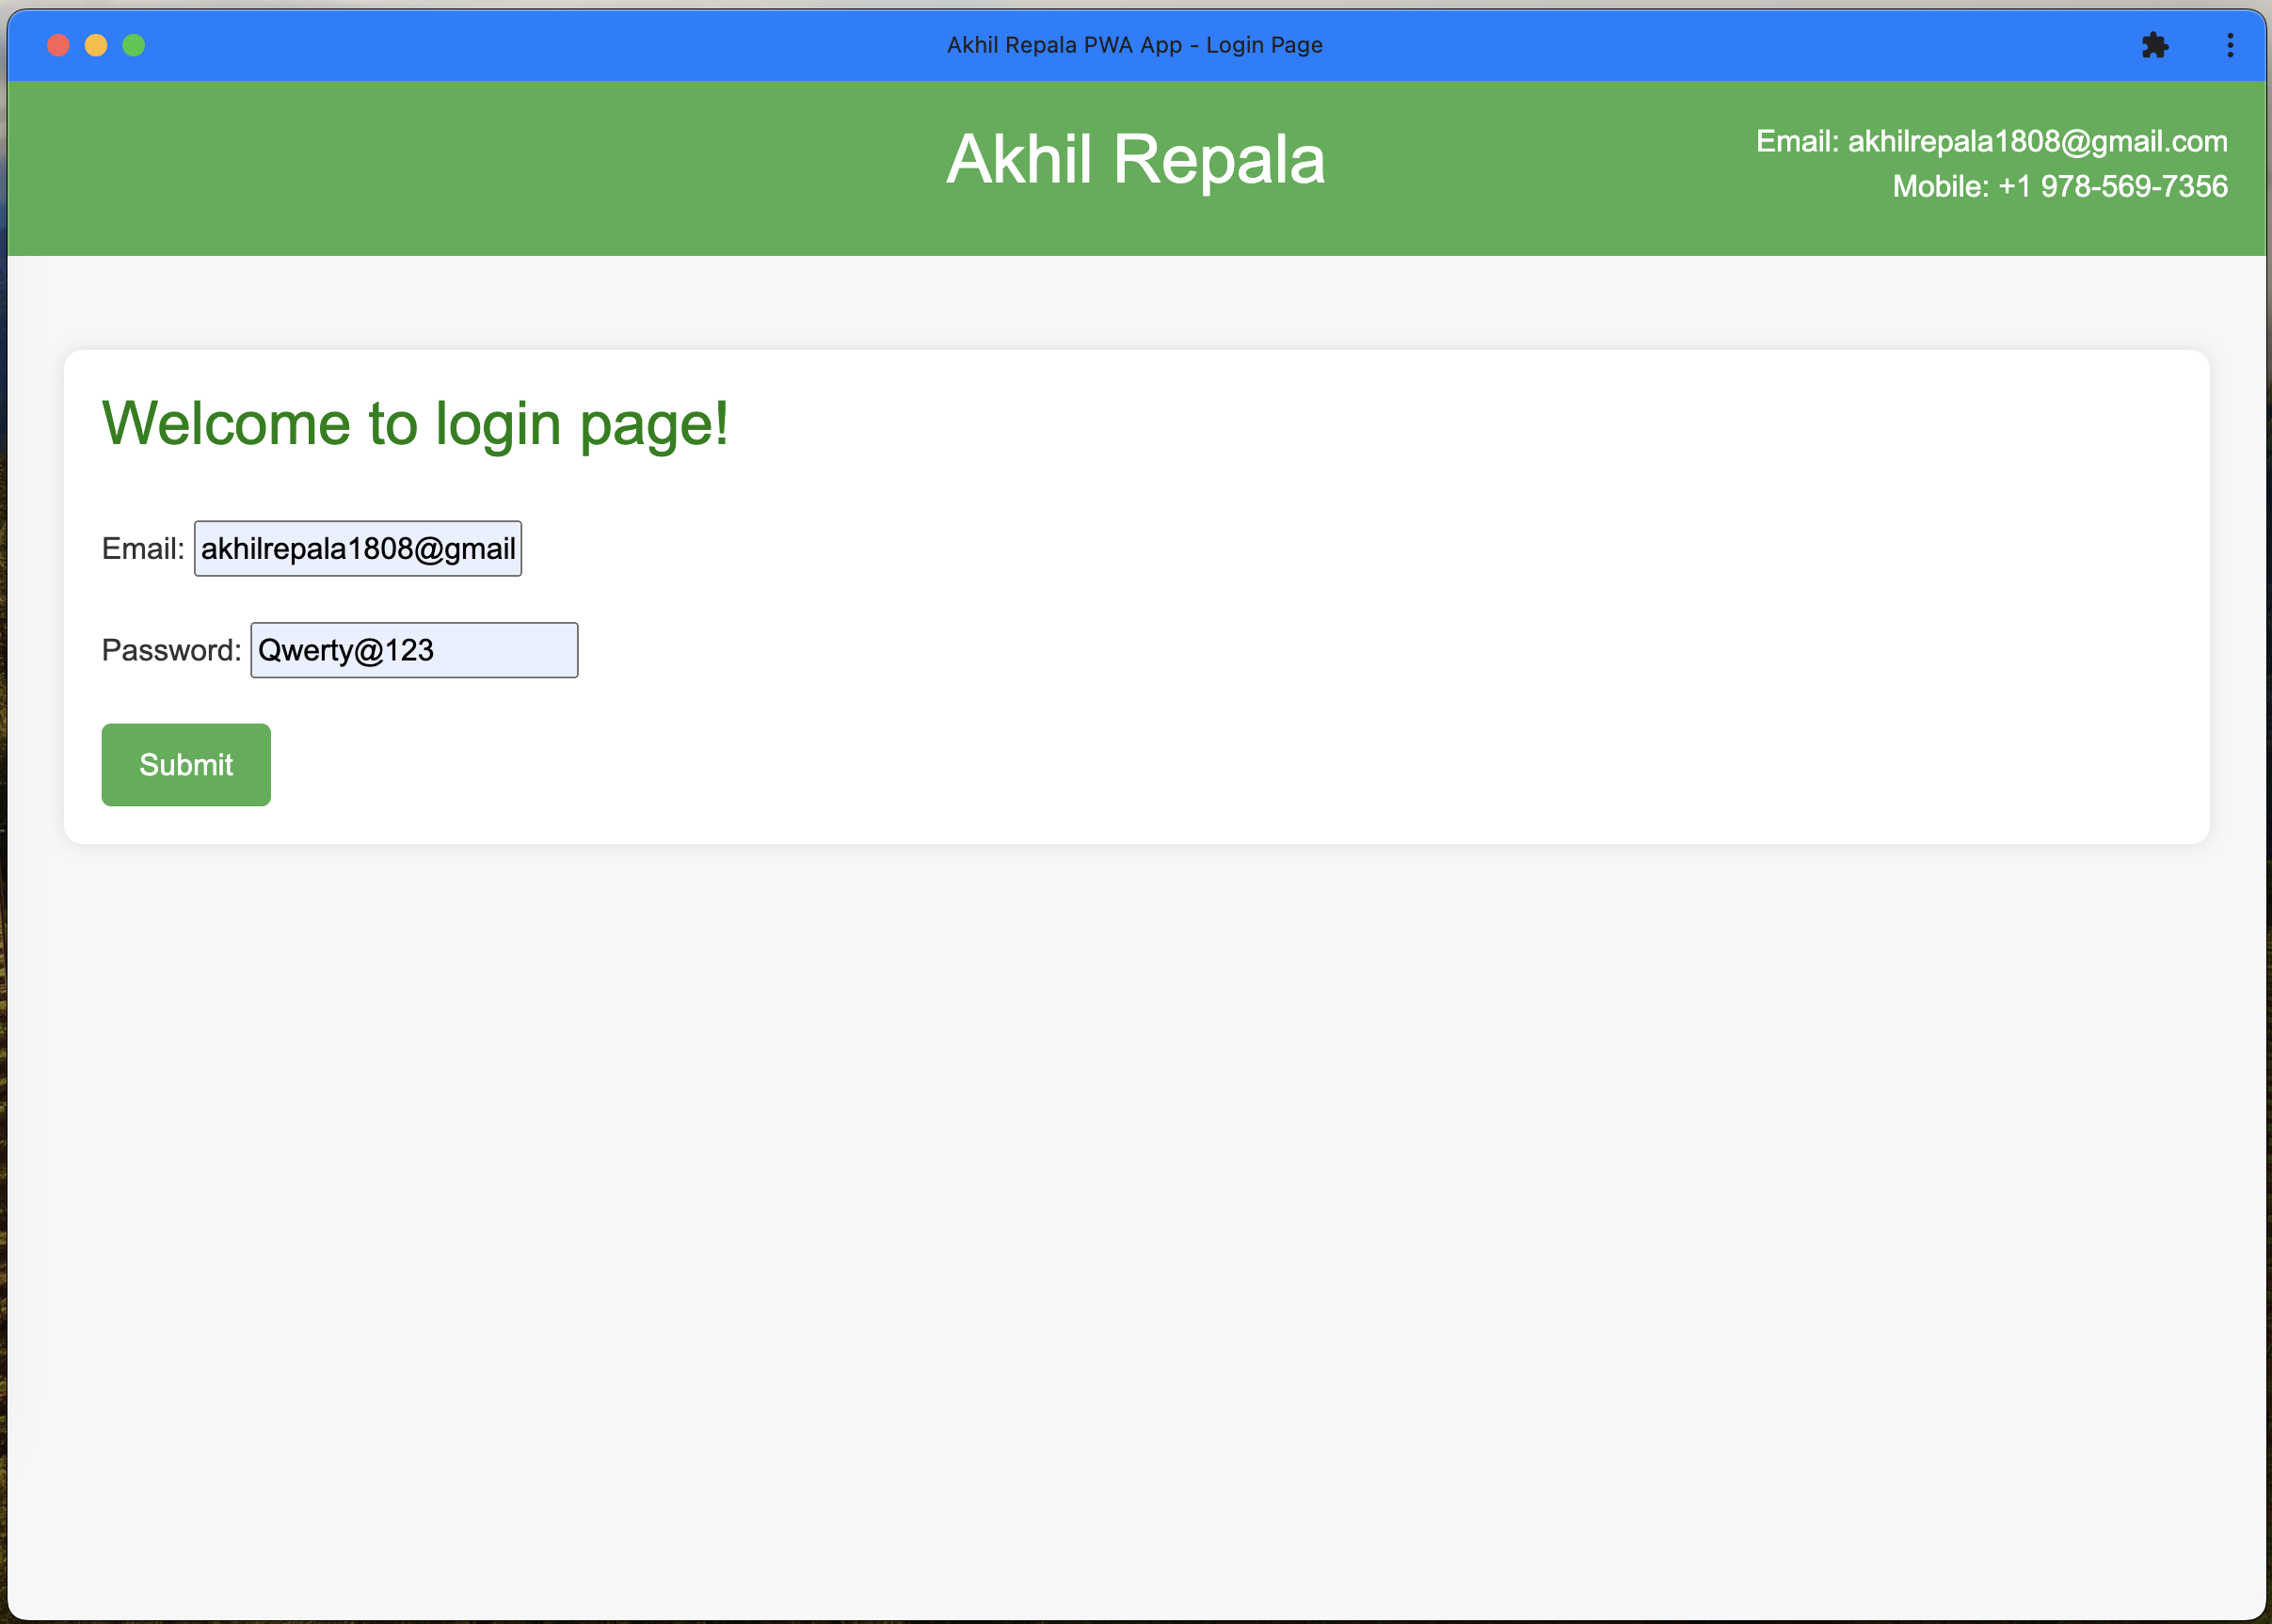 Akhil Repala PWA App - Login Page
Akhil Repala
Email: akhilrepala1808@gmail.com
Mobile: +1 978-569-7356
Welcome to login page!
Email: akhilrepala1808@gmail
Password: Qwerty@123
Submit